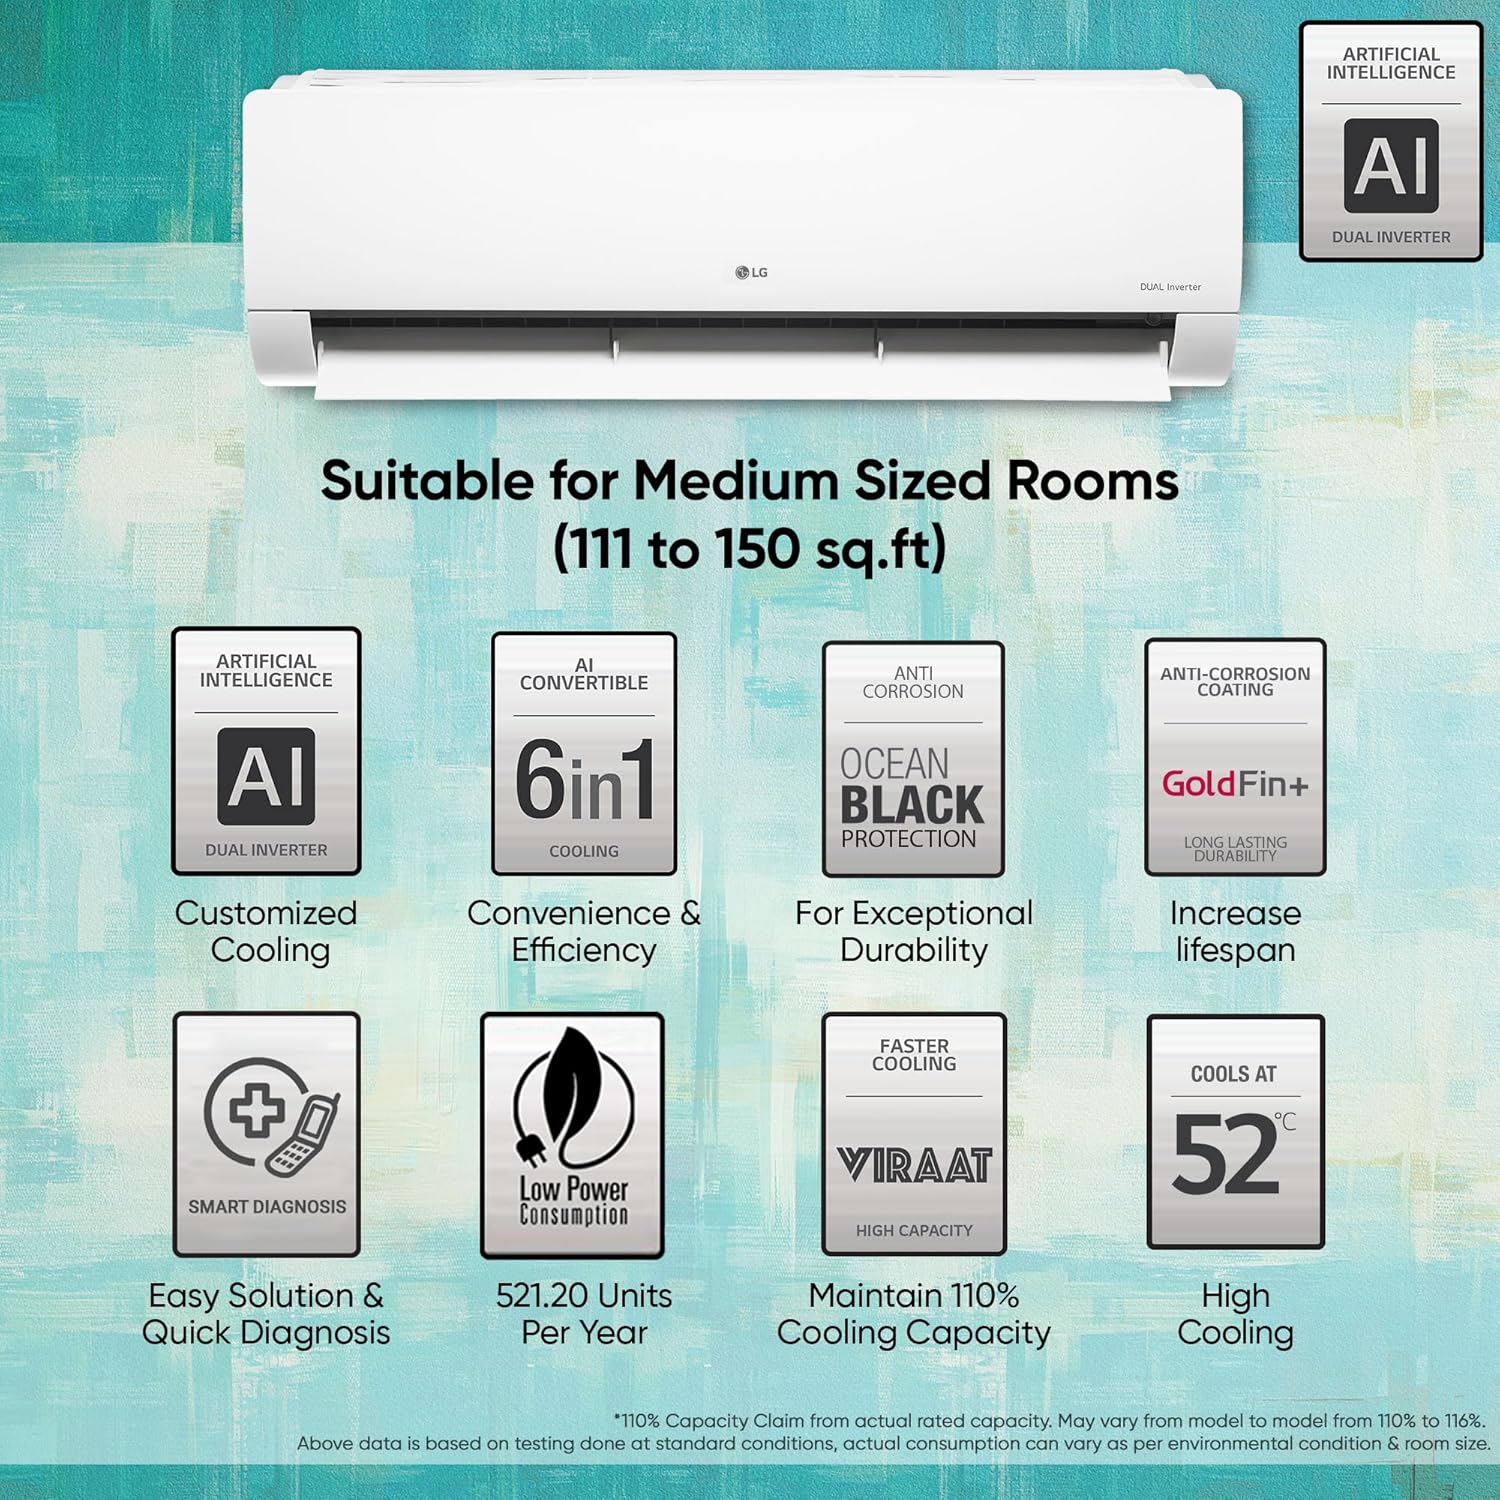 ARTIFICIAL
INTELLIGENCE
AI
DUAL INVERTER
LG
DUAL Inverter
Suitable for Medium Sized Rooms
(111 to 150 sq.ft)
ARTIFICIAL
INTELLIGENCE
AI
DUAL INVERTER
Customized
Cooling
AI
CONVERTIBLE
6in1
COOLING
Convenience &
Efficiency
ANTI
CORROSION
OCEAN
BLACK
PROTECTION
For Exceptional
Durability
ANTI-CORROSION
COATING
GoldFin+
LONG LASTING
DURABILITY
Increase
lifespan
SMART DIAGNOSIS
Easy Solution &
Quick Diagnosis
Low Power
Consumption
521.20 Units
Per Year
FASTER
COOLING
VIRAAT
HIGH CAPACITY
Maintain 110%
Cooling Capacity
COOLS AT
52°C
High
Cooling
*110% Capacity Claim from actual rated capacity. May vary from model to model from 110% to 116%.
Above data is based on testing done at standard conditions, actual consumption can vary as per environmental condition & room size.